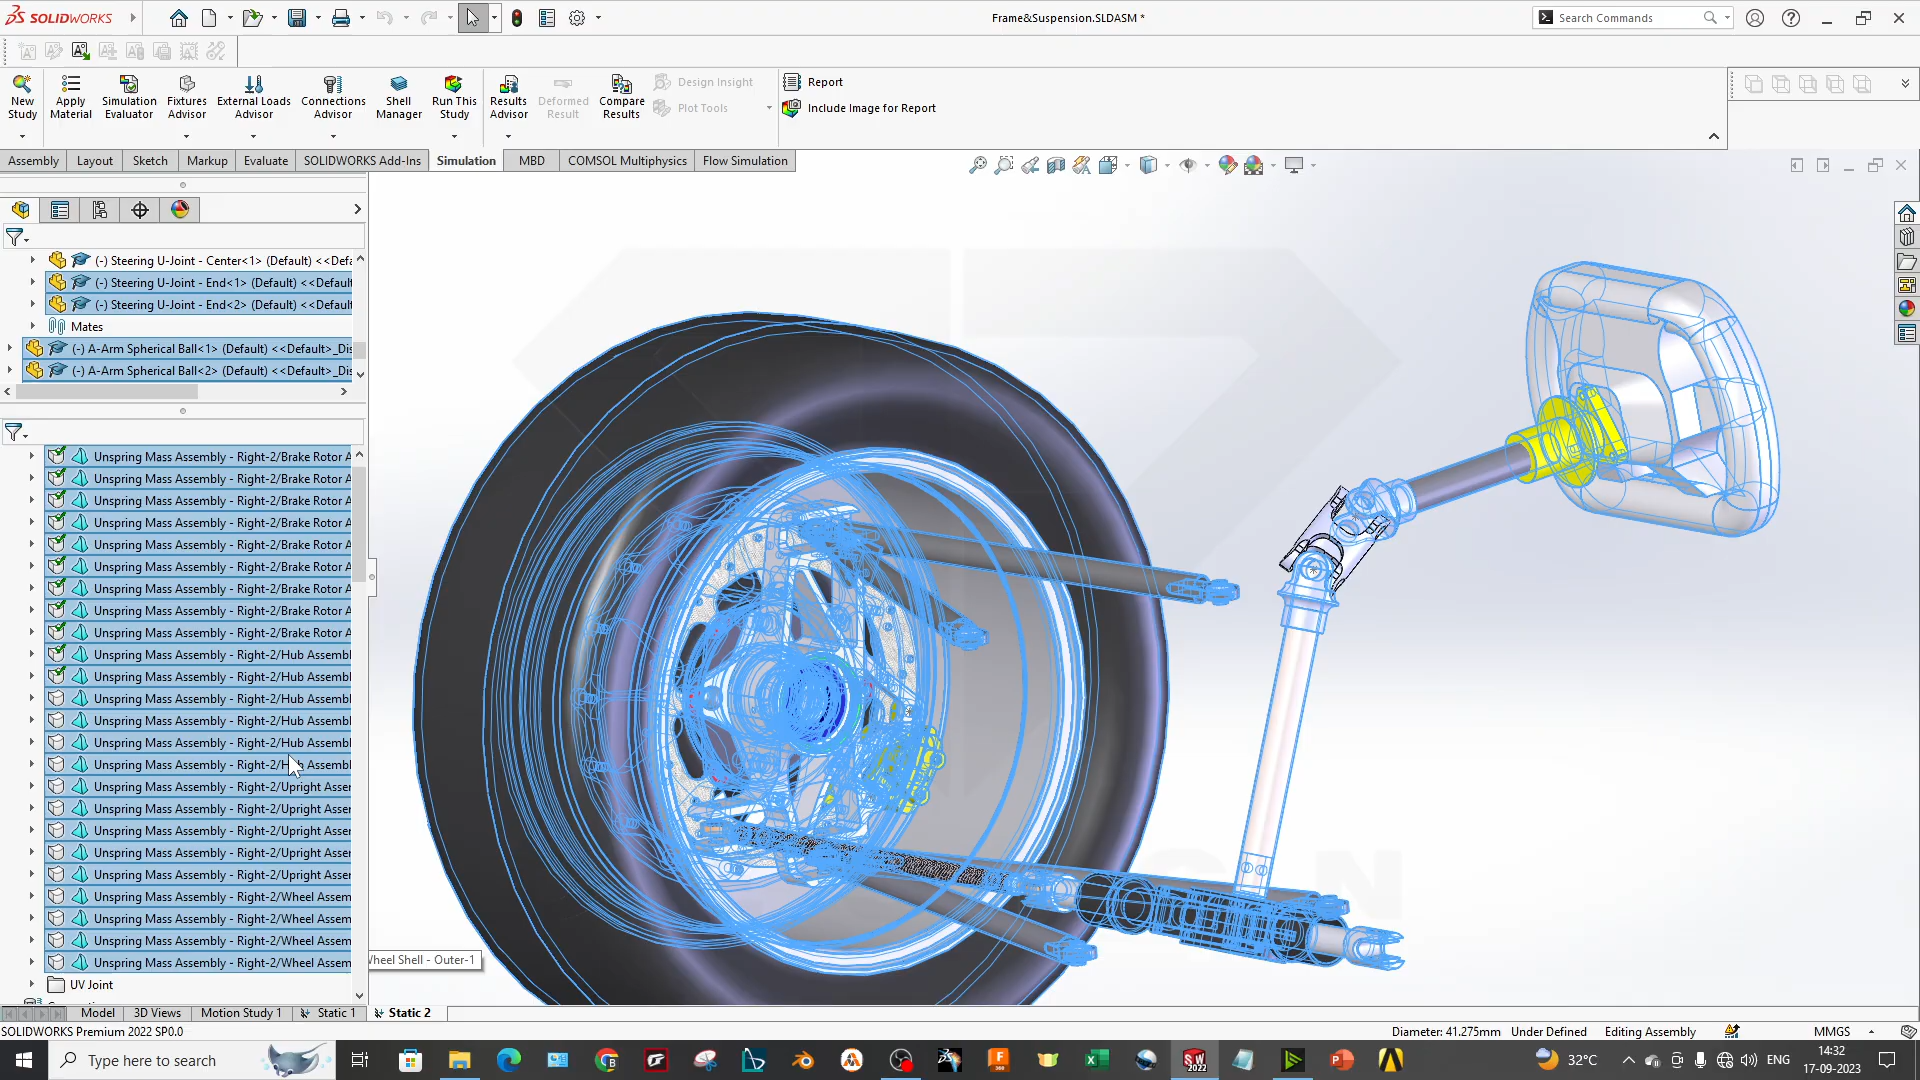 SOLIDWORKS
Frame&Suspension.SLDASM *
Search Commands
New Study
Apply Material
Simulation Evaluator
Fixtures Advisor
External Loads Advisor
Connections Advisor
Shell Manager
Run This Study
Results Advisor
Deformed Result
Compare Results
Design Insight
Plot Tools
Report
Include Image for Report
Assembly
Layout
Sketch
Markup
Evaluate
SOLIDWORKS Add-Ins
Simulation
MBD
COMSOL Multiphysics
Flow Simulation
(-) Steering U-Joint - Center<1> (Default) <<Defa
(-) Steering U-Joint - End<1> (Default) <<Default
(-) Steering U-Joint - End<2> (Default) <<Default
Mates
(-) A-Arm Spherical Ball<1> (Default) <<Default>_Dis
(-) A-Arm Spherical Ball<2> (Default) <<Default>_Dis
Unspring Mass Assembly - Right-2/Brake Rotor A
Unspring Mass Assembly - Right-2/Brake Rotor A
Unspring Mass Assembly - Right-2/Brake Rotor A
Unspring Mass Assembly - Right-2/Brake Rotor A
Unspring Mass Assembly - Right-2/Brake Rotor A
Unspring Mass Assembly - Right-2/Brake Rotor A
Unspring Mass Assembly - Right-2/Brake Rotor A
Unspring Mass Assembly - Right-2/Brake Rotor A
Unspring Mass Assembly - Right-2/Brake Rotor A
Unspring Mass Assembly - Right-2/Hub Assembl
Unspring Mass Assembly - Right-2/Hub Assembl
Unspring Mass Assembly - Right-2/Hub Assembl
Unspring Mass Assembly - Right-2/Hub Assembl
Unspring Mass Assembly - Right-2/Hub Assembl
Unspring Mass Assembly - Right-2/Hub Assembl
Unspring Mass Assembly - Right-2/Upright Asser
Unspring Mass Assembly - Right-2/Upright Asser
Unspring Mass Assembly - Right-2/Upright Asser
Unspring Mass Assembly - Right-2/Upright Asser
Unspring Mass Assembly - Right-2/Upright Asser
Unspring Mass Assembly - Right-2/Wheel Assem
Unspring Mass Assembly - Right-2/Wheel Assem
Unspring Mass Assembly - Right-2/Wheel Assem
Unspring Mass Assembly - Right-2/Wheel Assem
Wheel Shell - Outer-1
UV Joint
Model
3D Views
Motion Study 1
Static 1
Static 2
SOLIDWORKS Premium 2022 SP0.0
Diameter: 41.275mm
Under Defined
Editing Assembly
MMGS
Type here to search
32°C
ENG
14:32
17-09-2023